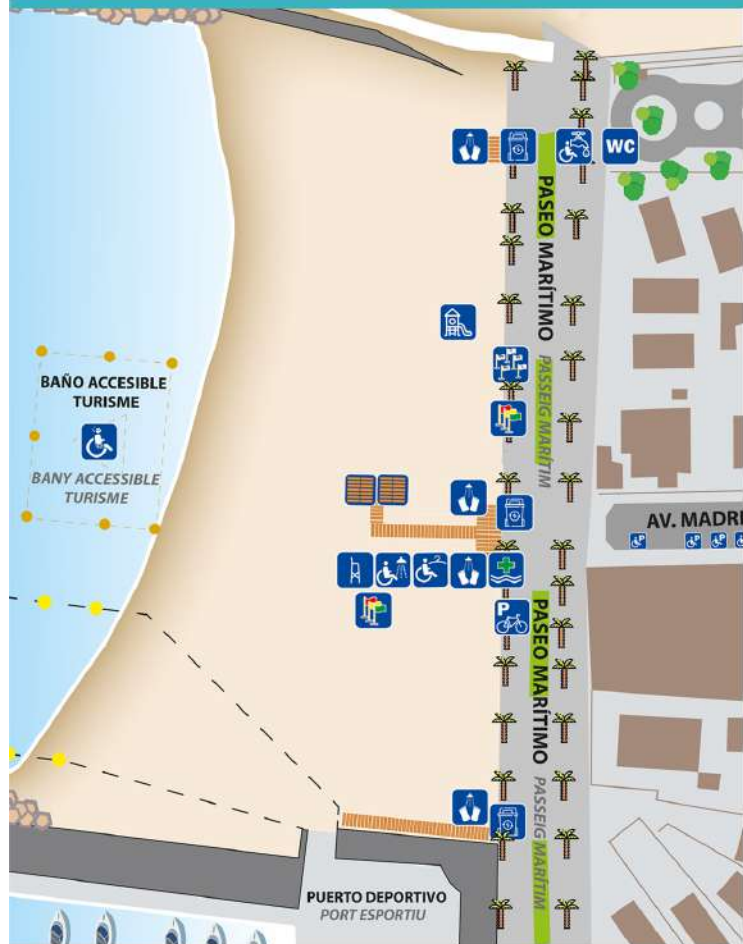 WC
PASEO MARÍTIMO
PASSEIG MARÍTIM
BAÑO ACCESIBLE
TURISME
BANY ACCESSIBLE
TURISME
AV. MADRI
P
P
P
P
PASEO MARÍTIMO
PASSEIG MARÍTIM
PUERTO DEPORTIVO
PORT ESPORTIU